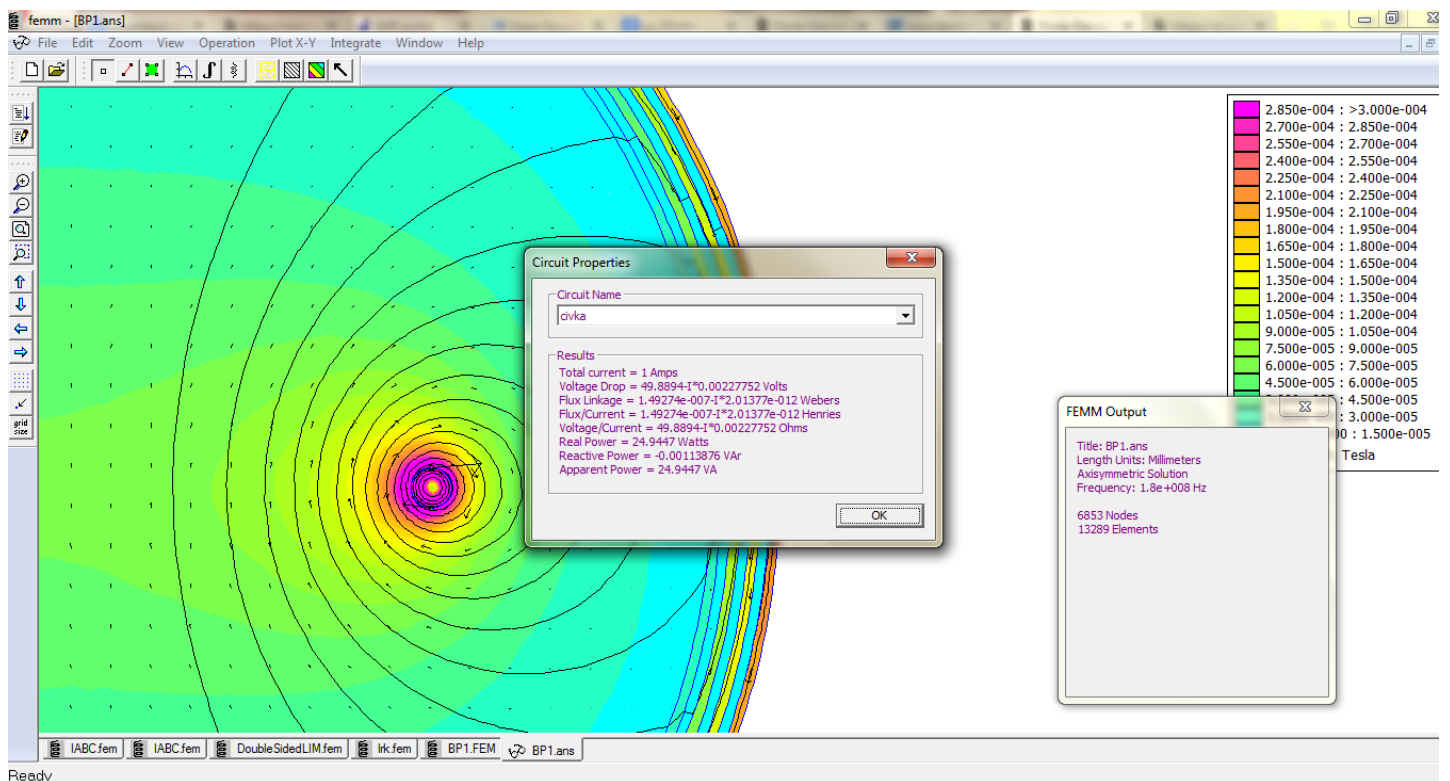 femm - [BP1.ans]
File Edit Zoom View Operation Plot X-Y Integrate Window Help
grid
size
2.850e-004 : >3.000e-004
2.700e-004 : 2.850e-004
2.550e-004 : 2.700e-004
2.400e-004 : 2.550e-004
2.250e-004 : 2.400e-004
2.100e-004 : 2.250e-004
1.950e-004 : 2.100e-004
1.800e-004 : 1.950e-004
1.650e-004 : 1.800e-004
1.500e-004 : 1.650e-004
1.350e-004 : 1.500e-004
1.200e-004 : 1.350e-004
1.050e-004 : 1.200e-004
9.000e-005 : 1.050e-004
7.500e-005 : 9.000e-005
6.000e-005 : 7.500e-005
4.500e-005 : 6.000e-005
: 4.500e-005
: 3.000e-005
00 : 1.500e-005
Tesla
Circuit Properties
Circuit Name
civka
Results
Total current = 1 Amps
Voltage Drop = 49.8894-I*0.00227752 Volts
Flux Linkage = 1.49274e-007-I*2.01377e-012 Webers
Flux/Current = 1.49274e-007-I*2.01377e-012 Henries
Voltage/Current = 49.8894-I*0.00227752 Ohms
Real Power = 24.9447 Watts
Reactive Power = -0.00113876 VAr
Apparent Power = 24.9447 VA
OK
FEMM Output
Title: BP1.ans
Length Units: Millimeters
Axisymmetric Solution
Frequency: 1.8e+008 Hz
6853 Nodes
13289 Elements
IABC.fem IABC.fem DoubleSidedLIM.fem lrk.fem BP1.FEM BP1.ans
Ready